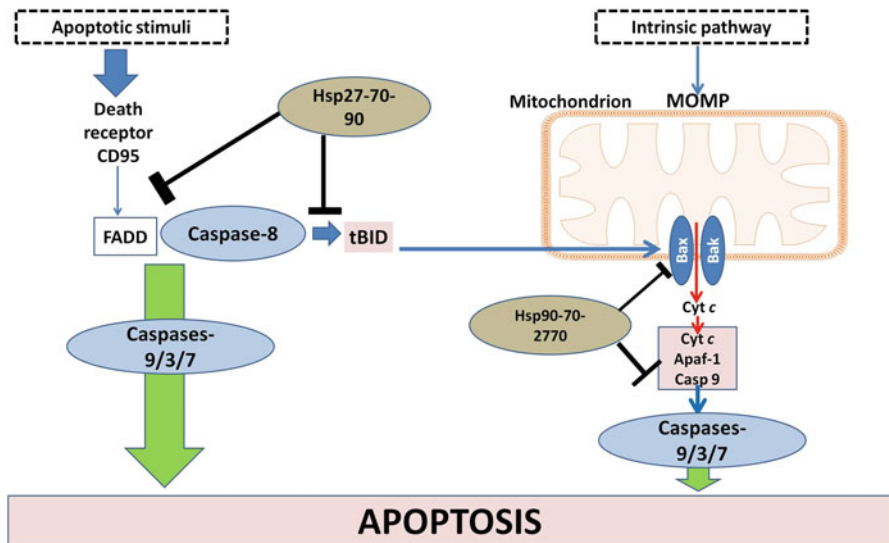 Apoptotic stimuli
Death
receptor
CD95
FADD
Caspase-8
tBID
Hsp27-70-
90
Caspases-
9/3/7
Intrinsic pathway
Mitochondrion
MOMP
Bax
Bak
Cyt c
Hsp90-70-
2770
Cyt c
Apaf-1
Casp 9
Caspases-
9/3/7
APOPTOSIS